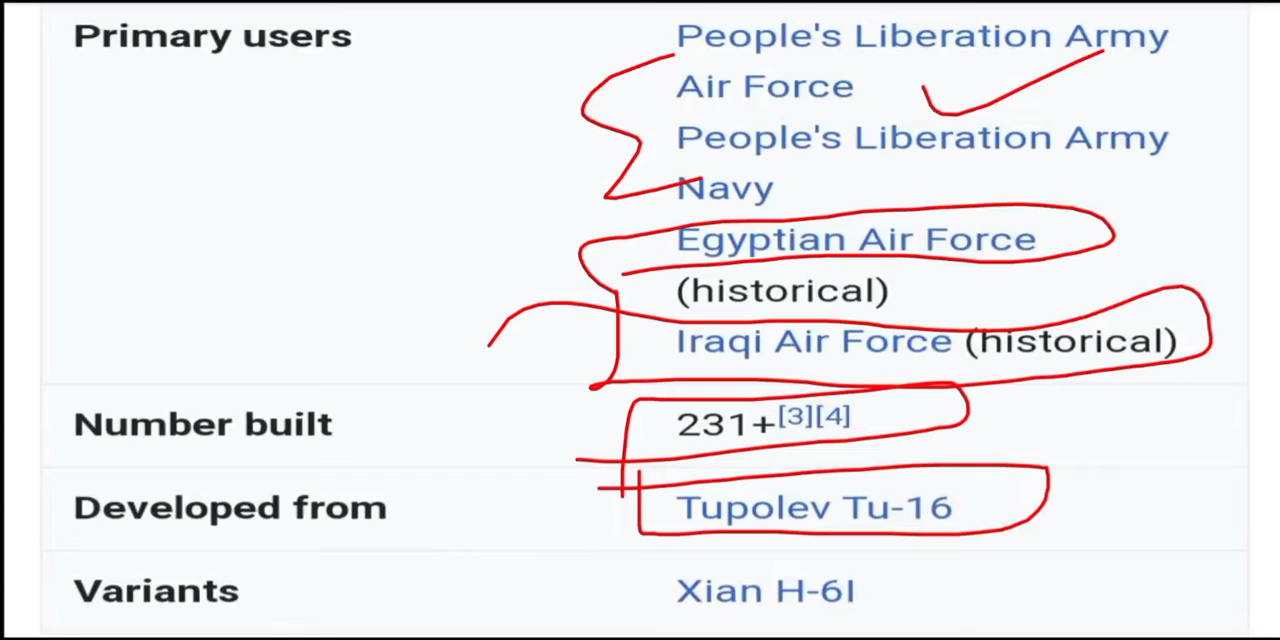 Primary users People's Liberation Army
Air Force
People's Liberation Army
Navy
Egyptian Air Force
(historical)
Iraqi Air Force (historical)
Number built 231+[3][4]
Developed from Tupolev Tu-16
Variants Xian H-6I